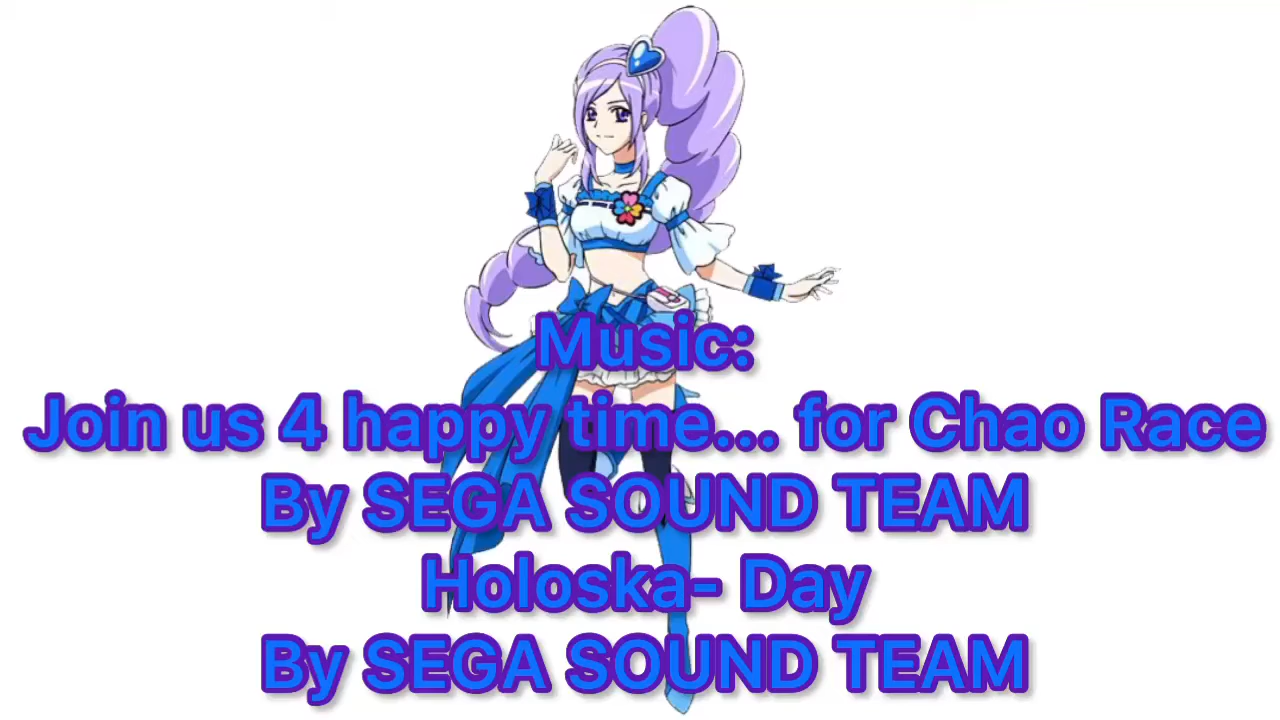 Music:
Join us 4 happy time... for Chao Race
By SEGA SOUND TEAM
Holoska- Day
By SEGA SOUND TEAM